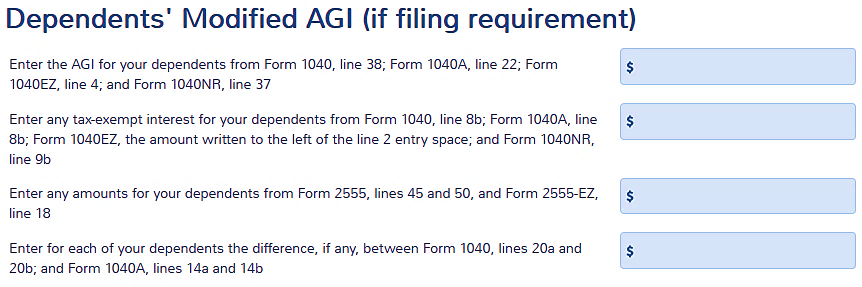 Dependents' Modified AGI (if filing requirement)
Enter the AGI for your dependents from Form 1040, line 38; Form 1040A, line 22; Form
1040EZ, line 4; and Form 1040NR, line 37
$
Enter any tax-exempt interest for your dependents from Form 1040, line 8b; Form 1040A, line
8b; Form 1040EZ, the amount written to the left of the line 2 entry space; and Form 1040NR,
line 9b
$
Enter any amounts for your dependents from Form 2555, lines 45 and 50, and Form 2555-EZ,
line 18
$
Enter for each of your dependents the difference, if any, between Form 1040, lines 20a and
20b; and Form 1040A, lines 14a and 14b
$